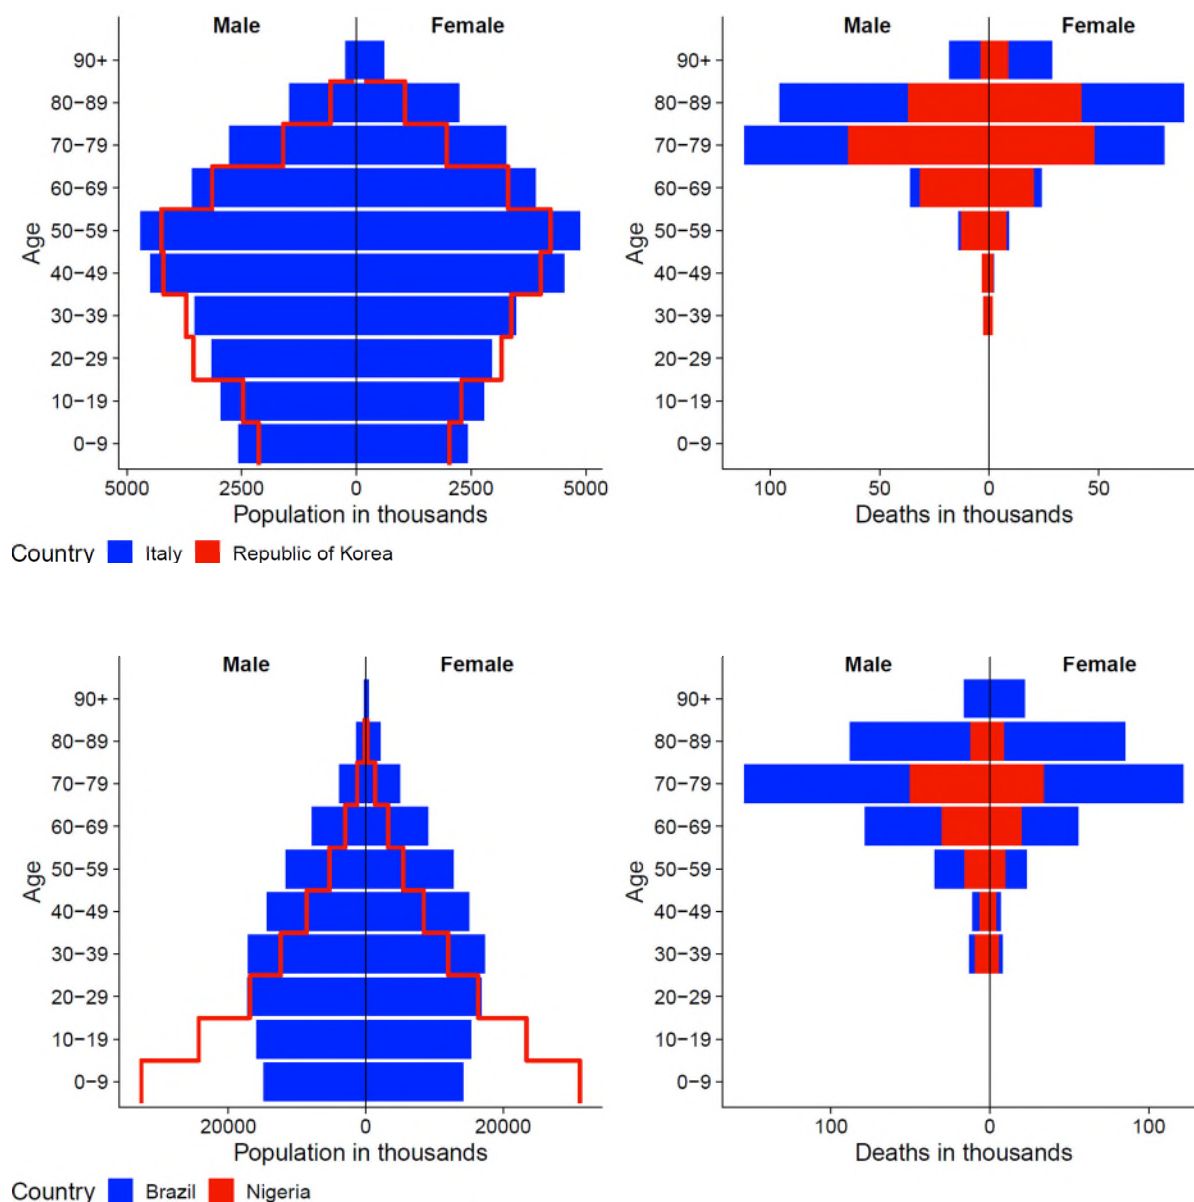 Male Female
90+
80−89
70−79
60−69
50−59
40−49
30−39
20−29
10−19
0−9
Age
5000 2500 0 2500 5000
Population in thousands
Male Female
90+
80−89
70−79
60−69
50−59
40−49
30−39
20−29
10−19
0−9
Age
100 50 0 50
Deaths in thousands
Country Italy Republic of Korea
Male Female
90+
80−89
70−79
60−69
50−59
40−49
30−39
20−29
10−19
0−9
Age
20000 0 20000
Population in thousands
Male Female
90+
80−89
70−79
60−69
50−59
40−49
30−39
20−29
10−19
0−9
Age
100 0 100
Deaths in thousands
Country Brazil Nigeria